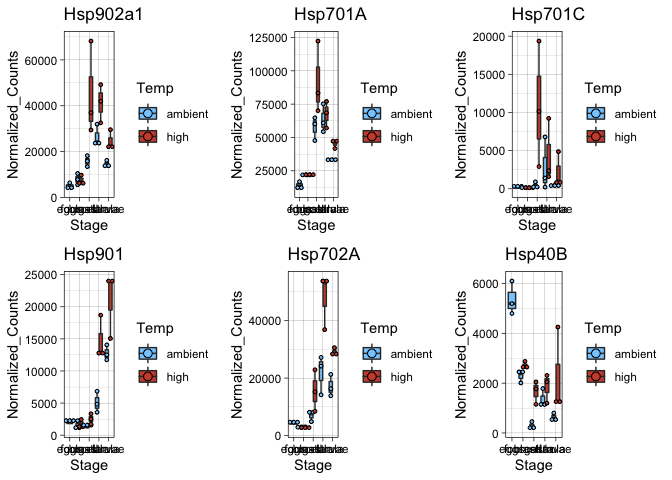 Hsp902a1
Normalized_Counts
60000
40000
20000
0
Stage
Temp
ambient
high
Hsp701A
Normalized_Counts
125000
100000
75000
50000
25000
Stage
Temp
ambient
high
Hsp701C
Normalized_Counts
20000
15000
10000
5000
0
Stage
Temp
ambient
high
Hsp901
Normalized_Counts
25000
20000
15000
10000
5000
0
Stage
Temp
ambient
high
Hsp702A
Normalized_Counts
40000
20000
0
Stage
Temp
ambient
high
Hsp40B
Normalized_Counts
6000
4000
2000
0
Stage
Temp
ambient
high